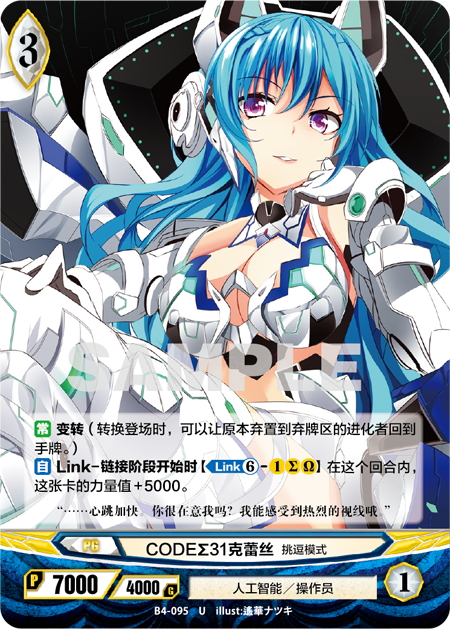 3
SAMPLE
常 变转（转换登场时，可以让原本弃置到弃牌区的进化者回到
手牌。）
自 Link-链接阶段开始时【Link 6 - 1 Σ Ω】在这个回合内，
这张卡的力量值+5000。
“……心跳加快。你很在意我吗？我能感受到热烈的视线哦。”
PG CODEΣ31克蕾丝 挑逗模式
P 7000 / 4000 G 人工智能／操作员 1
B4-095 U illust:遙華ナツキ